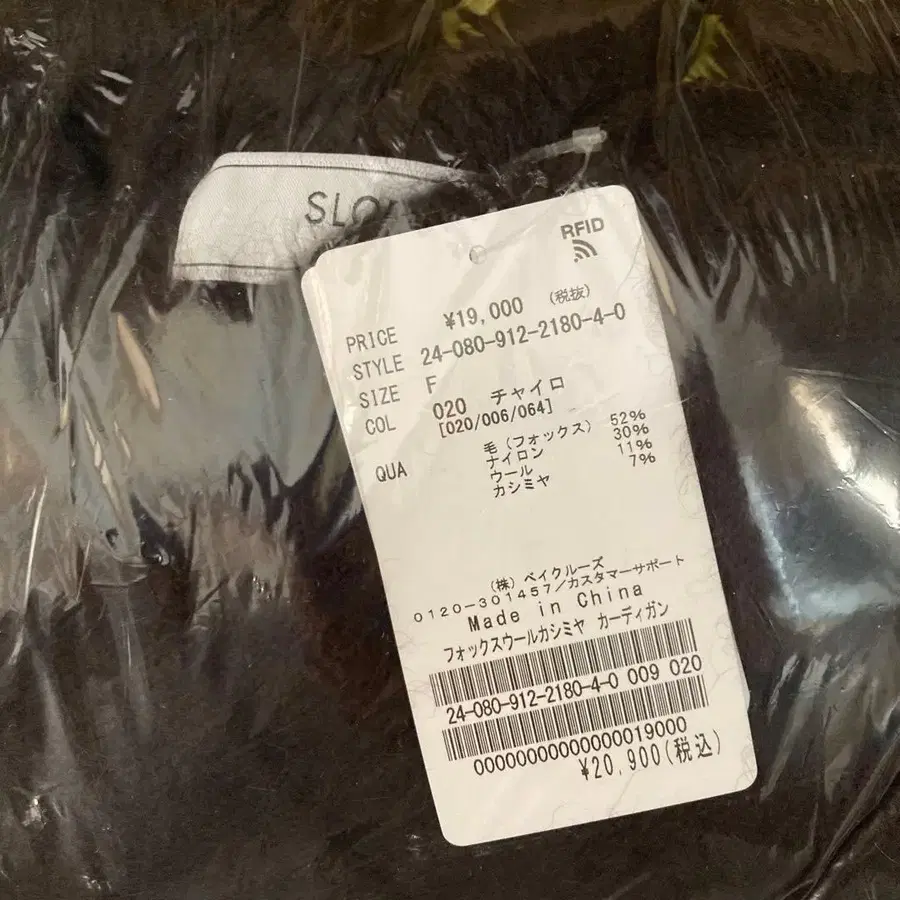 RFID
PRICE ¥19,000 (税抜)
STYLE 24-080-912-2180-4-0
SIZE F
COL 020 チャイロ
[020/006/064]
QUA 毛(フォックス) 52%
ナイロン 30%
ウール 11%
カシミヤ 7%
(株) ベイクルーズ
0120-301457/カスタマーサポート
Made in China
フォックスウールカシミヤ カーディガン
24-080-912-2180-4-0 009 020
00000000000000019000
¥20,900(税込)